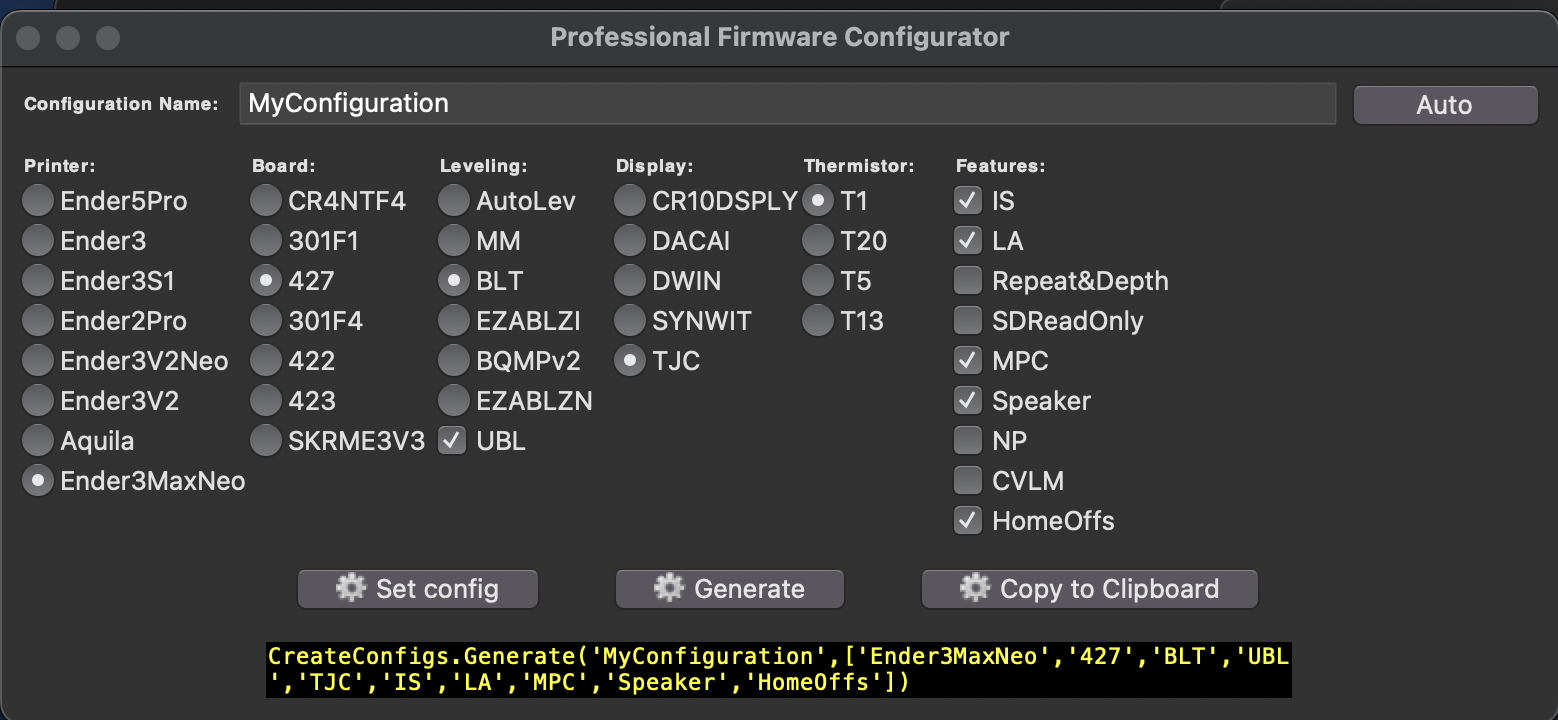 Professional Firmware Configurator
Configuration Name: MyConfiguration Auto
Printer: Board: Leveling: Display: Thermistor: Features:
Ender5Pro CR4NTF4 AutoLev CR10DSPLY T1 IS
Ender3 301F1 MM DACAI T20 LA
Ender3S1 427 BLT DWIN T5 Repeat&Depth
Ender2Pro 301F4 EZABLZI SYNWIT T13 SDReadOnly
Ender3V2Neo 422 BQMPv2 TJC MPC
Ender3V2 423 EZABLZN Speaker
Aquila SKRME3V3 UBL NP
Ender3MaxNeo CVLM
HomeOffs
Set config Generate Copy to Clipboard
CreateConfigs.Generate('MyConfiguration',['Ender3MaxNeo','427','BLT','UBL
','TJC','IS','LA','MPC','Speaker','HomeOffs'])